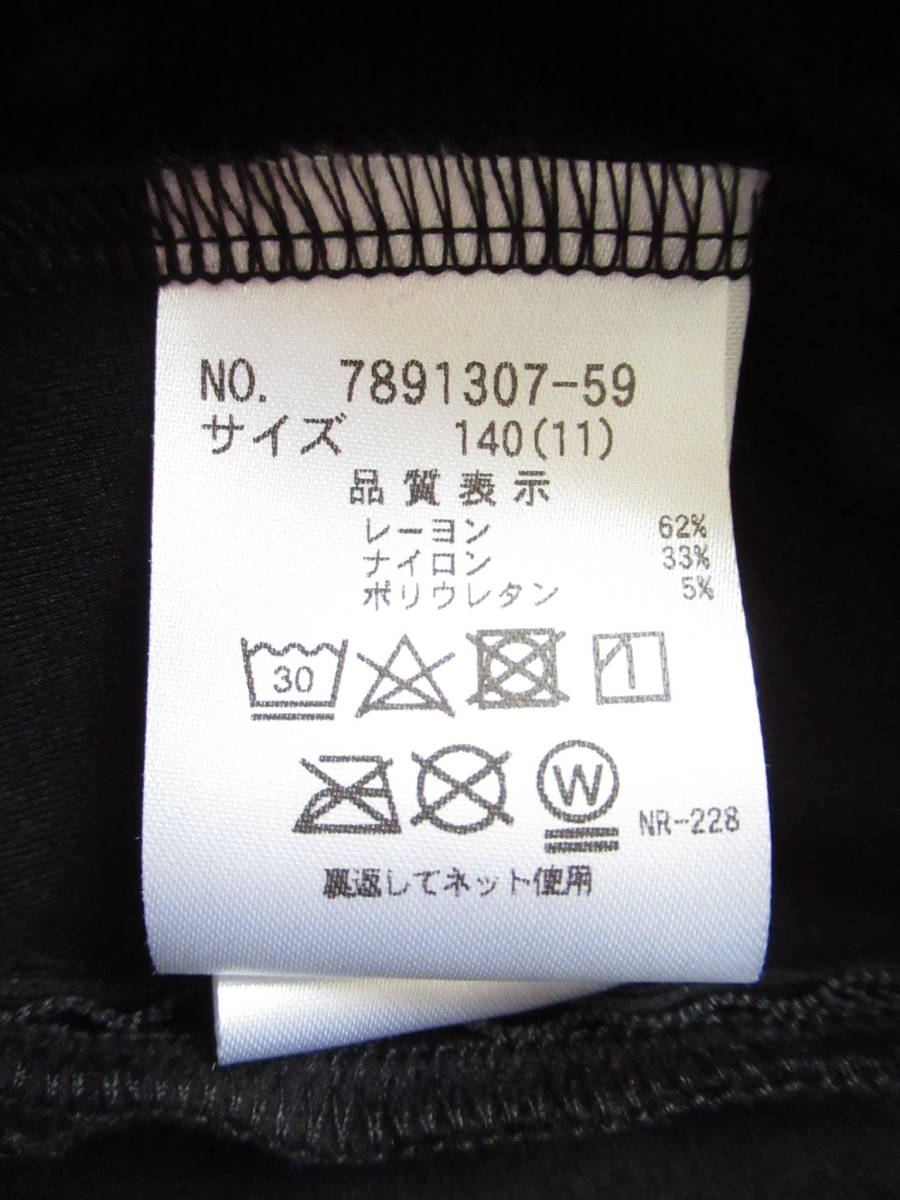 NO. 7891307-59
サイズ 140(11)
品質表示
レーヨン 62%
ナイロン 33%
ポリウレタン 5%
30
W NR-228
裏返してネット使用